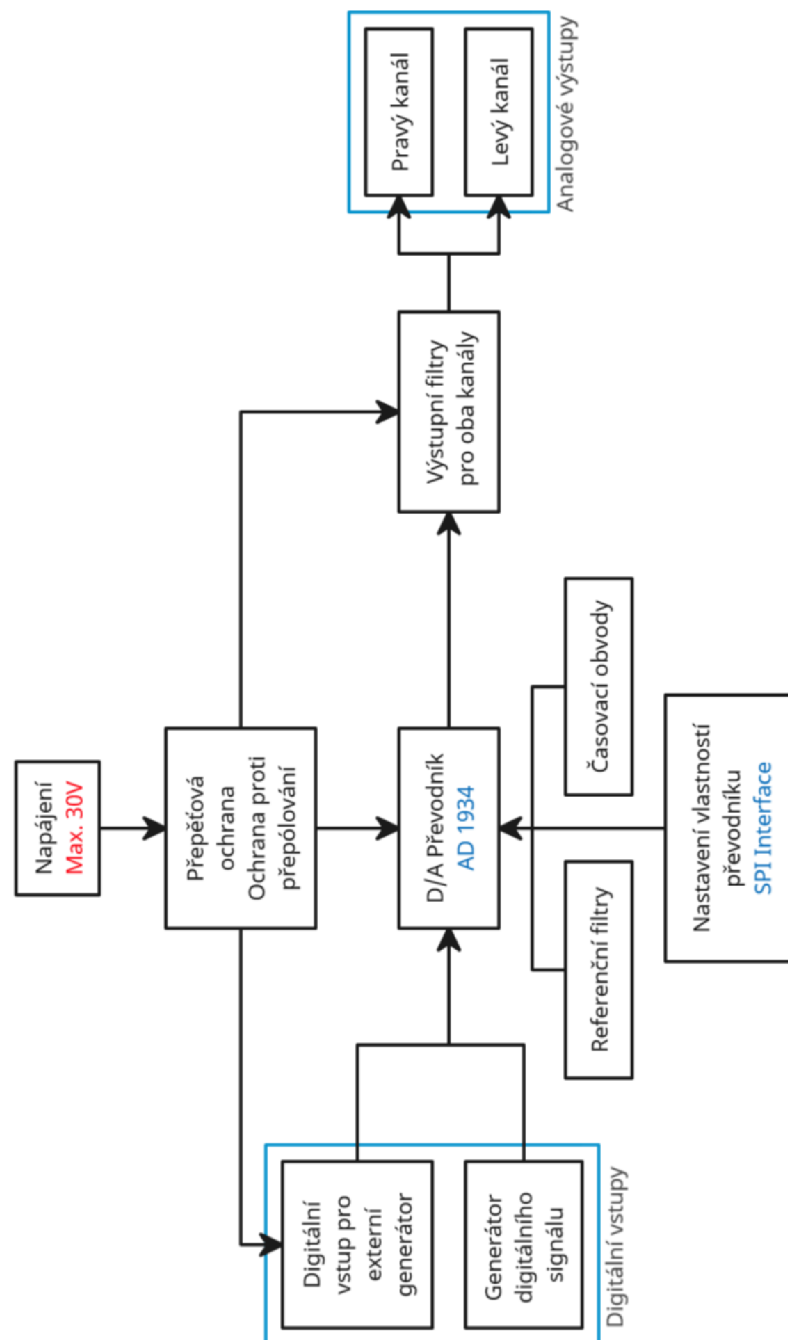 Napájení
Max. 30V
Přepěťová
ochrana
Ochrana proti
přepólování
Digitální
vstup pro
externí
generátor
Generátor
digitálního
signálu
Digitální vstupy
D/A Převodník
AD 1934
Výstupní filtry
pro oba kanály
Pravý kanál
Levý kanál
Analogové výstupy
Referenční filtry
Časovací obvody
Nastavení vlastností
převodníku
SPI Interface